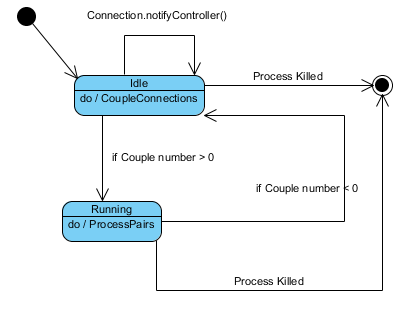 Connection.notifyController()
Idle
do / CoupleConnections
Process Killed
if Couple number > 0
if Couple number < 0
Running
do / ProcessPairs
Process Killed